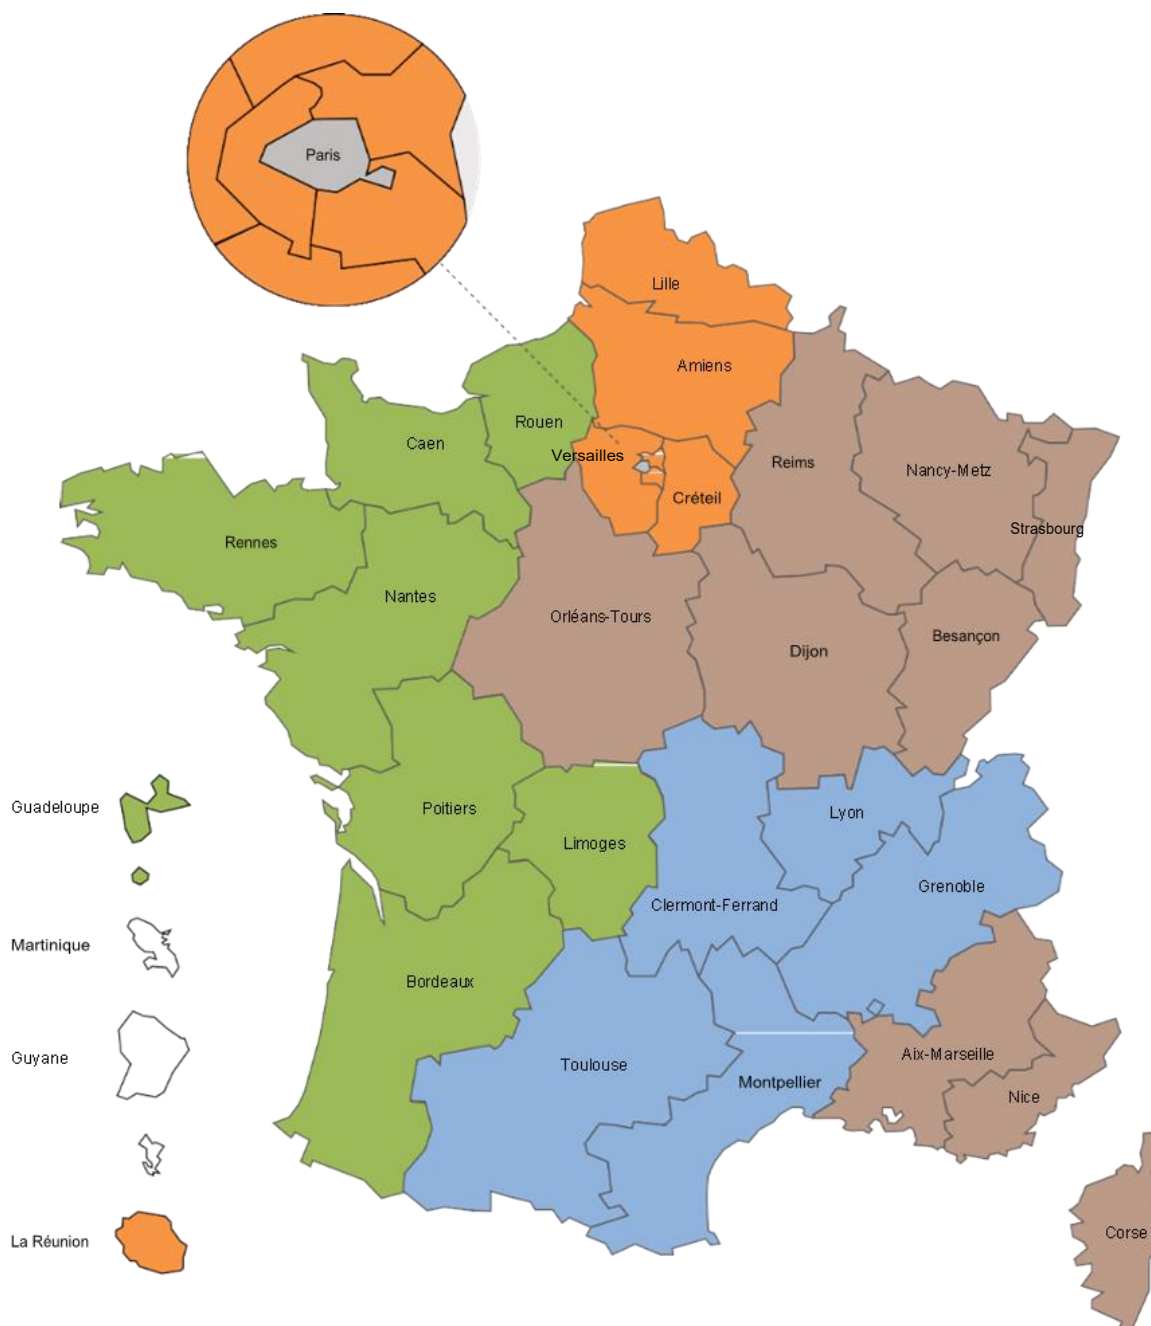 Paris
Lille
Amiens
Rouen
Caen
Versailles
Reims
Nancy-Metz
Créteil
Strasbourg
Rennes
Nantes
Orléans-Tours
Besançon
Dijon
Guadeloupe
Poitiers
Lyon
Limoges
Grenoble
Clermont-Ferrand
Martinique
Bordeaux
Guyane
Aix-Marseille
Toulouse
Montpellier
Nice
La Réunion
Corse